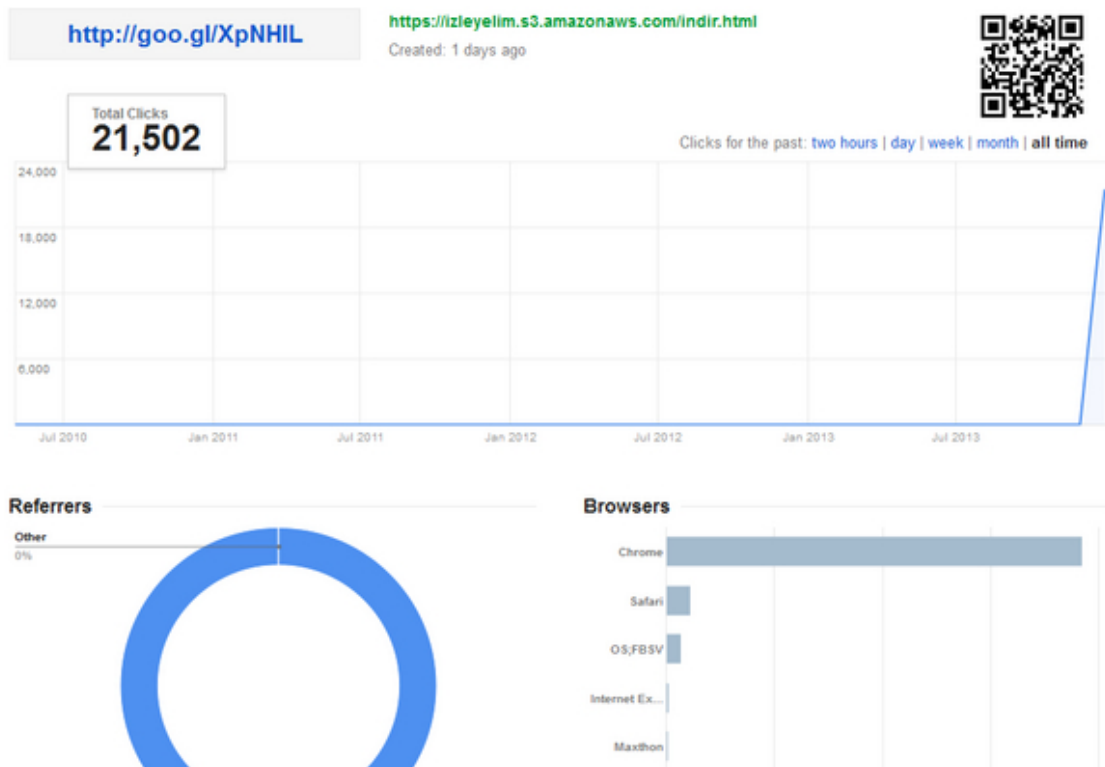 http://goo.gl/XpNHIL
https://izleyelim.s3.amazonaws.com/indir.html
Created: 1 days ago
Total Clicks
21,502
Clicks for the past: two hours | day | week | month | all time
24,000
18,000
12,000
6,000
Jul 2010 Jan 2011 Jul 2011 Jan 2012 Jul 2012 Jan 2013 Jul 2013
Referrers
Other
0%
Browsers
Chrome
Safari
OS;FBSV
Internet Ex...
Maxthon